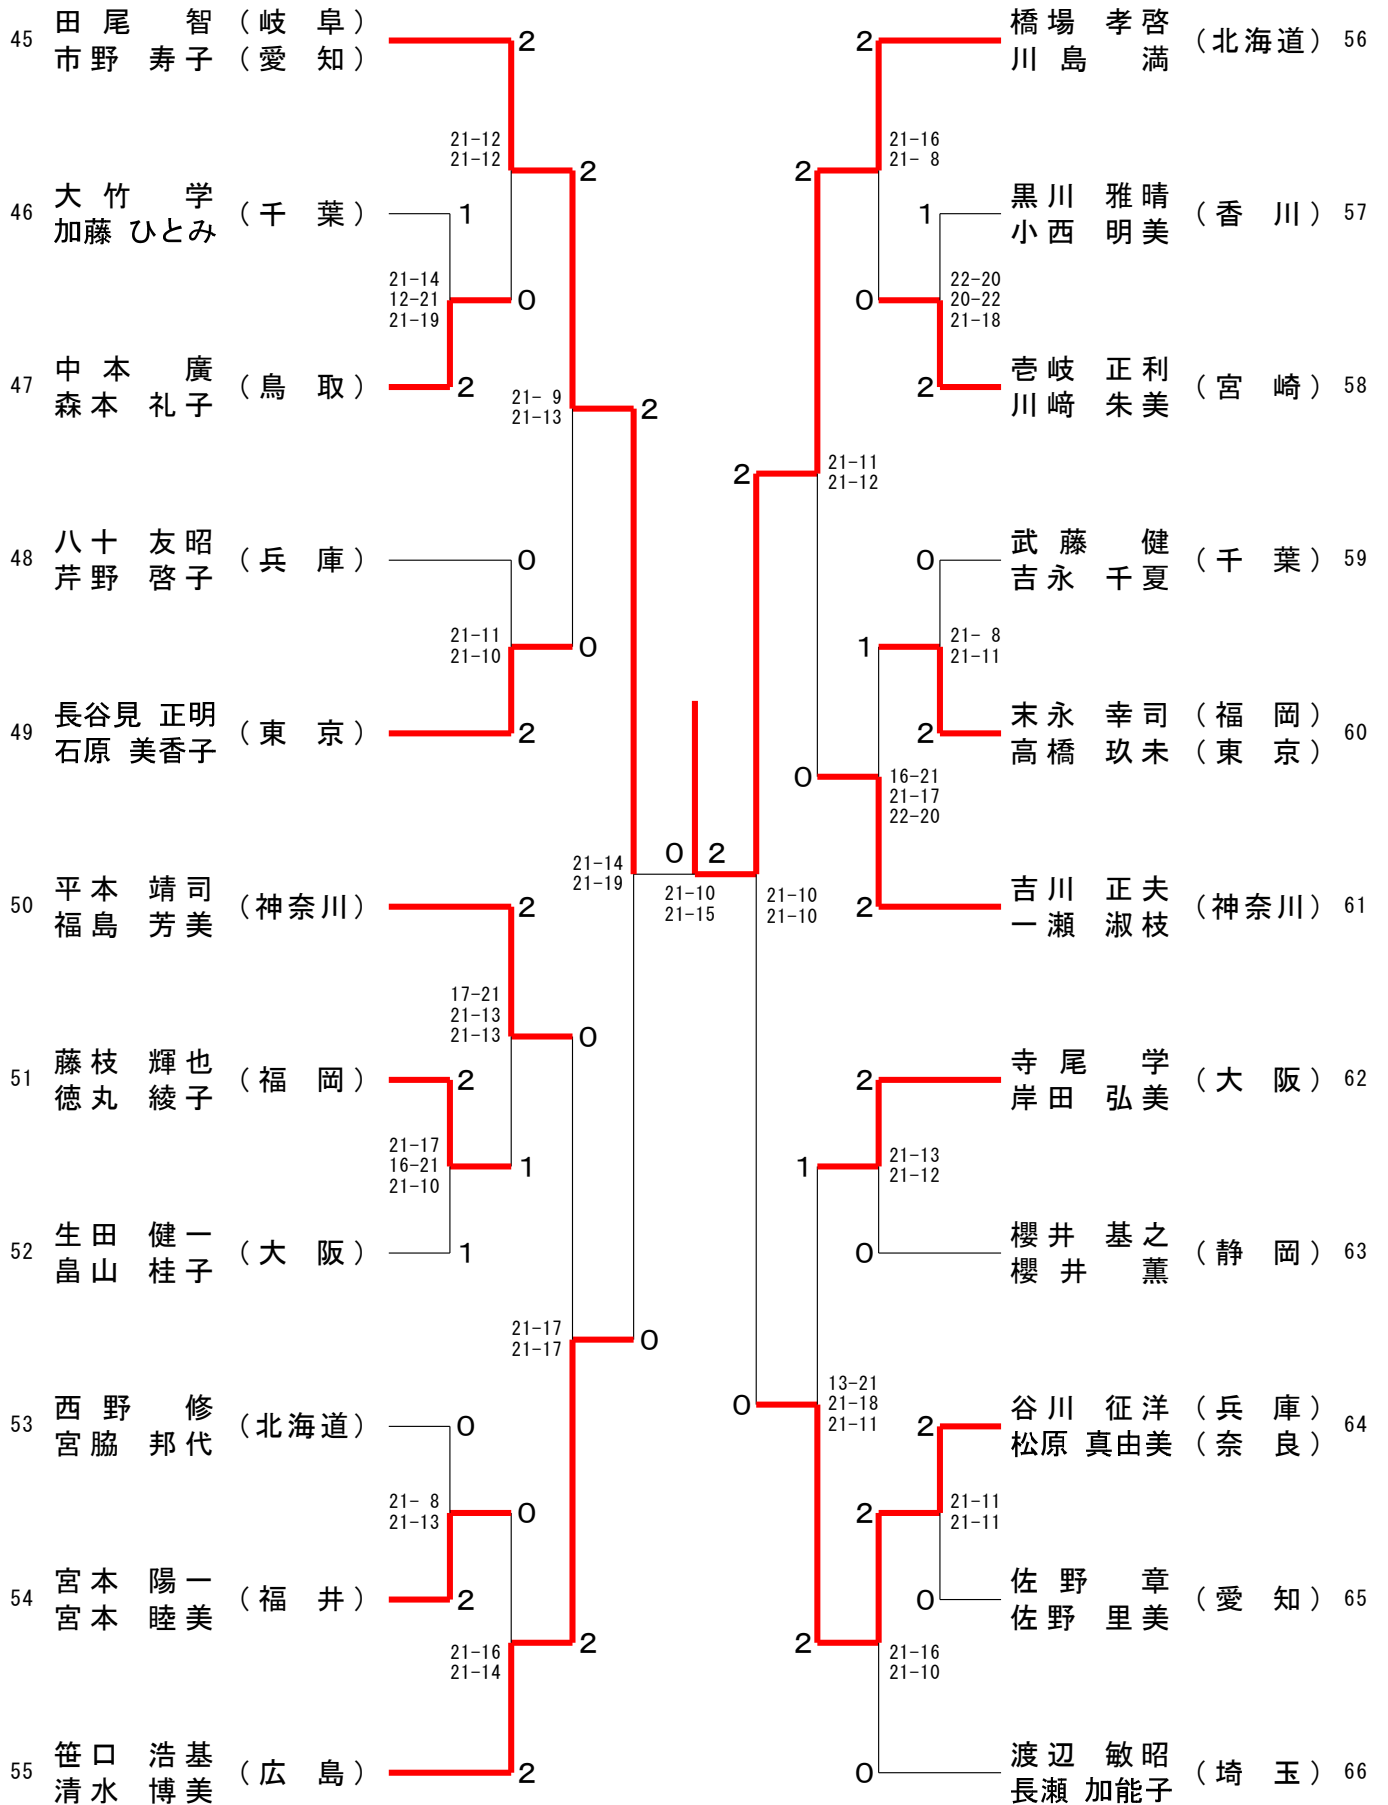 45 田尾 智 (岐 阜)
市野 寿子 (愛 知)
2
21-12
21-12
2
46 大竹 学 (千 葉)
加藤 ひとみ
1
21-14
12-21
21-19
0
47 中本 廣 (鳥 取)
森本 礼子
2
21- 9
21-13
2
48 八十 友昭 (兵 庫)
芹野 啓子
0
21-11
21-10
0
49 長谷見 正明 (東 京)
石原 美香子
2
21-14
21-19
50 平本 靖司 (神奈川)
福島 芳美
2
17-21
21-13
21-13
0
51 藤枝 輝也 (福 岡)
徳丸 綾子
2
21-17
16-21
21-10
1
52 生田 健一 (大 阪)
畠山 桂子
1
21-17
21-17
0
53 西野 修 (北海道)
宮脇 邦代
0
21- 8
21-13
0
54 宮本 陽一 (福 井)
宮本 睦美
2
21-16
21-14
2
55 笹口 浩基 (広 島)
清水 博美
2
0 2
21-10
21-15
2 橋場 孝啓 (北海道) 56
川島 満
21-16
21- 8
2
1 黒川 雅晴 (香 川) 57
小西 明美
22-20
20-22
21-18
0
2 壱岐 正利 (宮 崎) 58
川﨑 朱美
21-11
21-12
2
0 武藤 健 (千 葉) 59
吉永 千夏
21- 8
21-11
1
2 末永 幸司 (福 岡) 60
高橋 玖未 (東 京)
16-21
21-17
22-20
0
21-10
21-10
2 吉川 正夫 (神奈川) 61
一瀬 淑枝
2 寺尾 学 (大 阪) 62
岸田 弘美
21-13
21-12
1
0 櫻井 基之 (静 岡) 63
櫻井 薫
13-21
21-18
21-11
0
2 谷川 征洋 (兵 庫) 64
松原 真由美 (奈 良)
21-11
21-11
2
0 佐野 章 (愛 知) 65
佐野 里美
21-16
21-10
2
0 渡辺 敏昭 (埼 玉) 66
長瀬 加能子